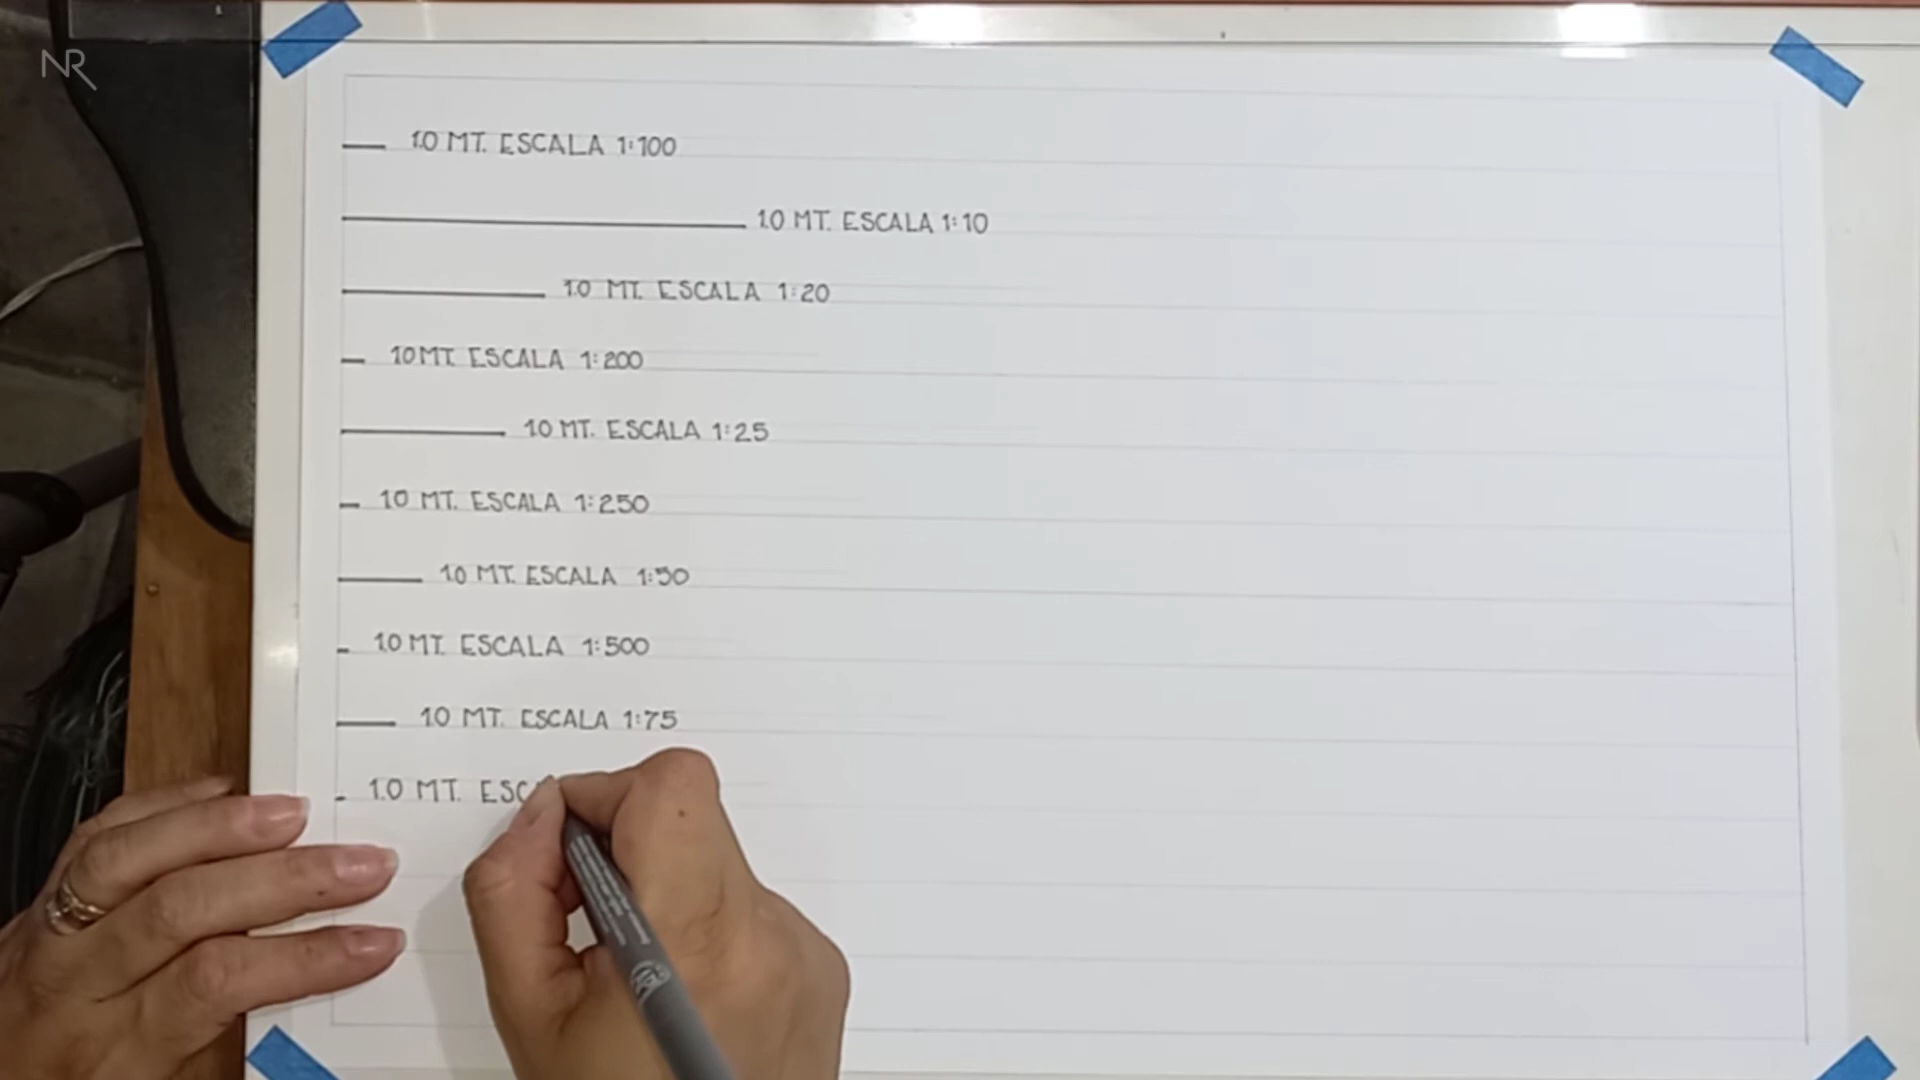 NR
1.0 MT. ESCALA 1:100
1.0 MT. ESCALA 1:10
1.0 MT. ESCALA 1:20
1.0 MT. ESCALA 1:200
1.0 MT. ESCALA 1:25
1.0 MT. ESCALA 1:250
1.0 MT. ESCALA 1:50
1.0 MT. ESCALA 1:500
1.0 MT. ESCALA 1:75
1.0 MT. ESC